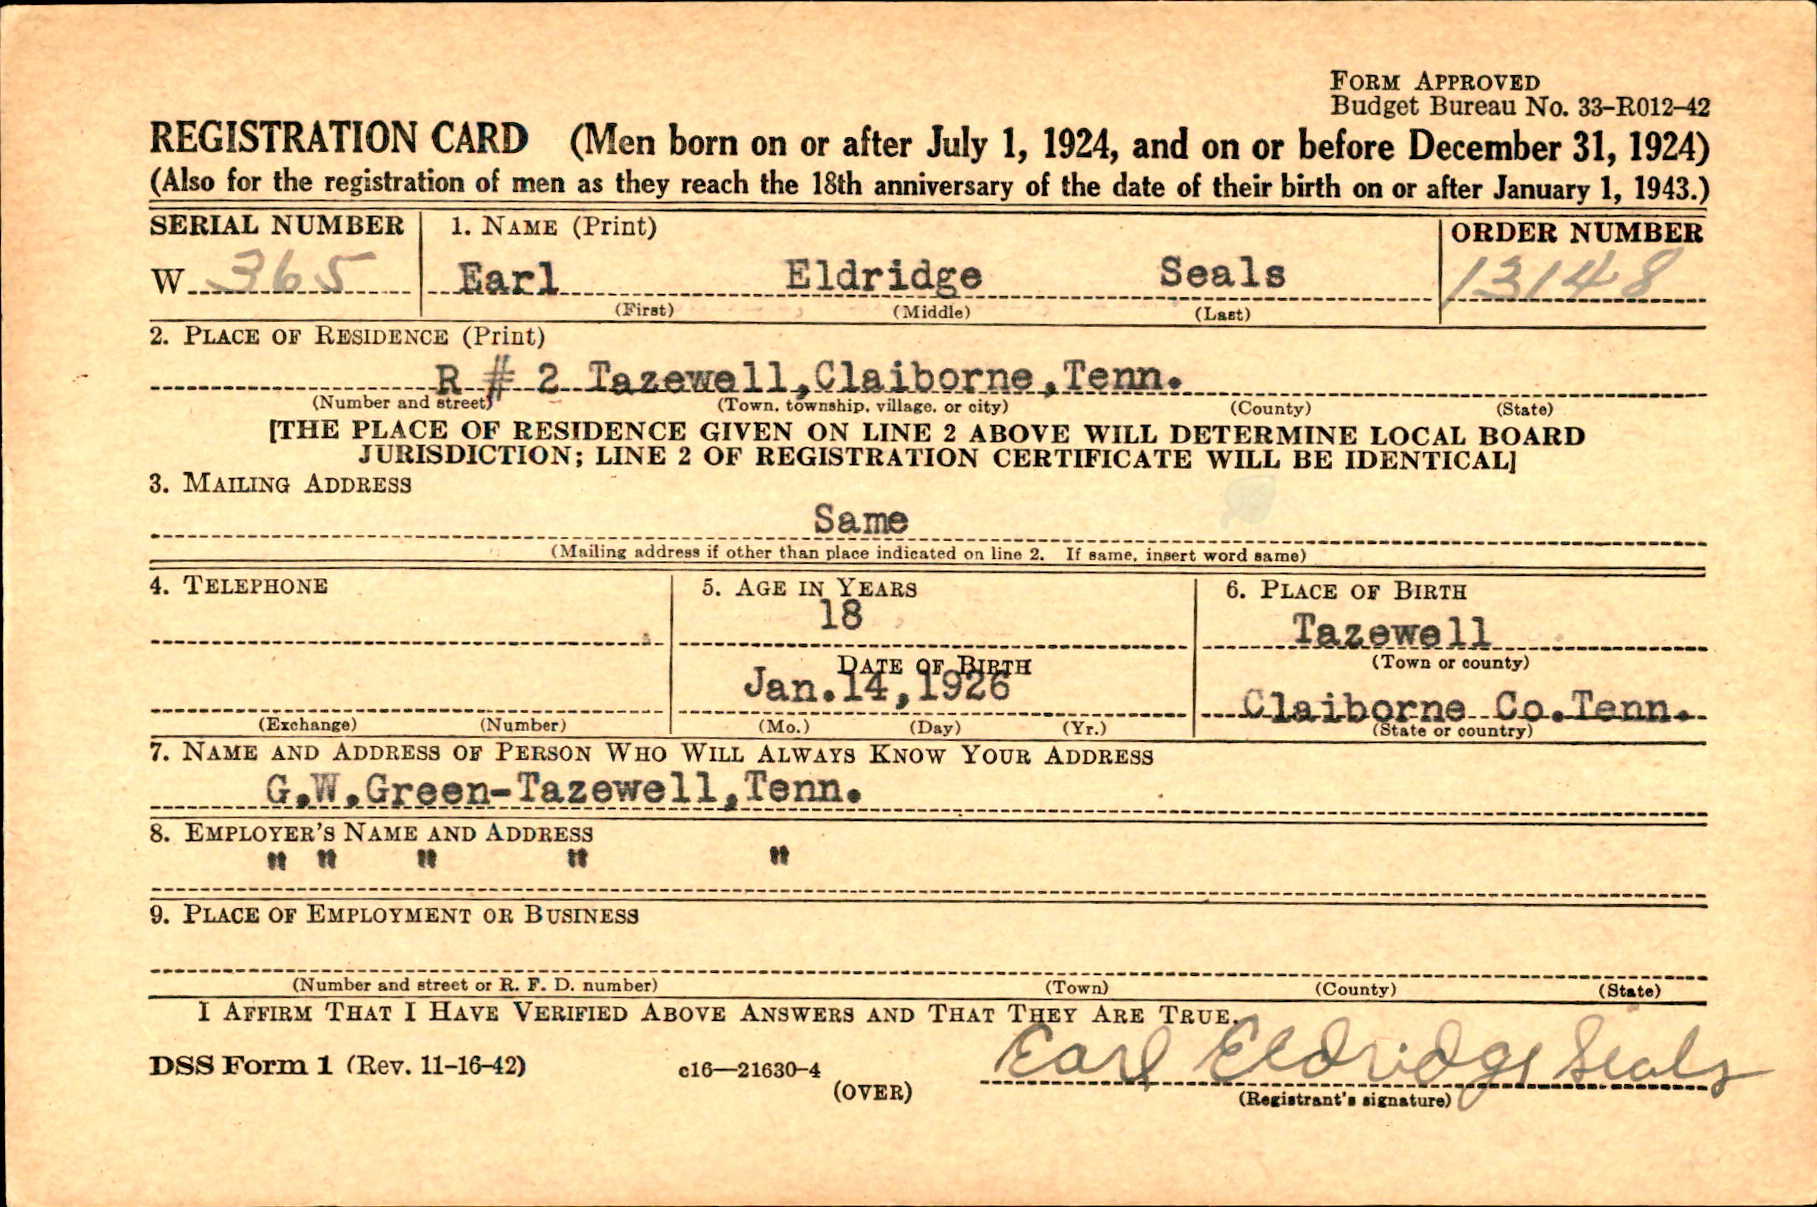 FORM APPROVED
Budget Bureau No. 33-R012-42
REGISTRATION CARD (Men born on or after July 1, 1924, and on or before December 31, 1924)
(Also for the registration of men as they reach the 18th anniversary of the date of their birth on or after January 1, 1943.)
SERIAL NUMBER 1. NAME (Print) ORDER NUMBER
W 365 Earl Eldridge Seals 13148
(First) (Middle) (Last)
2. PLACE OF RESIDENCE (Print)
R # 2 Tazewell,Claiborne,Tenn.
(Number and street) (Town, township, village, or city) (County) (State)
[THE PLACE OF RESIDENCE GIVEN ON LINE 2 ABOVE WILL DETERMINE LOCAL BOARD
JURISDICTION; LINE 2 OF REGISTRATION CERTIFICATE WILL BE IDENTICAL]
3. MAILING ADDRESS
Same
(Mailing address if other than place indicated on line 2. If same, insert word same)
4. TELEPHONE 5. AGE IN YEARS 6. PLACE OF BIRTH
18 Tazewell
(Town or county)
DATE OF BIRTH
Jan.14,1926 Claiborne Co.Tenn.
(Exchange) (Number) (Mo.) (Day) (Yr.) (State or country)
7. NAME AND ADDRESS OF PERSON WHO WILL ALWAYS KNOW YOUR ADDRESS
G.W.Green-Tazewell,Tenn.
8. EMPLOYER'S NAME AND ADDRESS
" " " " "
9. PLACE OF EMPLOYMENT OR BUSINESS
(Number and street or R. F. D. number) (Town) (County) (State)
I AFFIRM THAT I HAVE VERIFIED ABOVE ANSWERS AND THAT THEY ARE TRUE.
Earl Eldridge Seals
DSS Form 1 (Rev. 11-16-42) c16—21630-4
(OVER) (Registrant's signature)